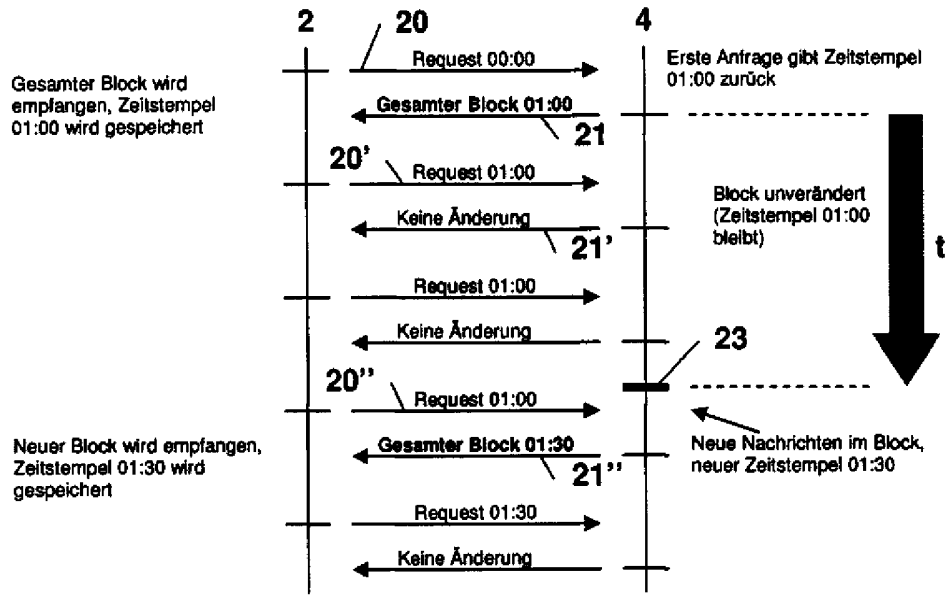 2
20
4
Request 00:00
Erste Anfrage gibt Zeitstempel
01:00 zurück
Gesamter Block wird
empfangen, Zeitstempel
01:00 wird gespeichert
Gesamter Block 01:00
21
20'
Request 01:00
Block unverändert
(Zeitstempel 01:00
bleibt)
Keine Änderung
21'
t
Request 01:00
Keine Änderung
23
20''
Request 01:00
Neuer Block wird empfangen,
Zeitstempel 01:30 wird
gespeichert
Gesamter Block 01:30
21''
Neue Nachrichten im Block,
neuer Zeitstempel 01:30
Request 01:30
Keine Änderung